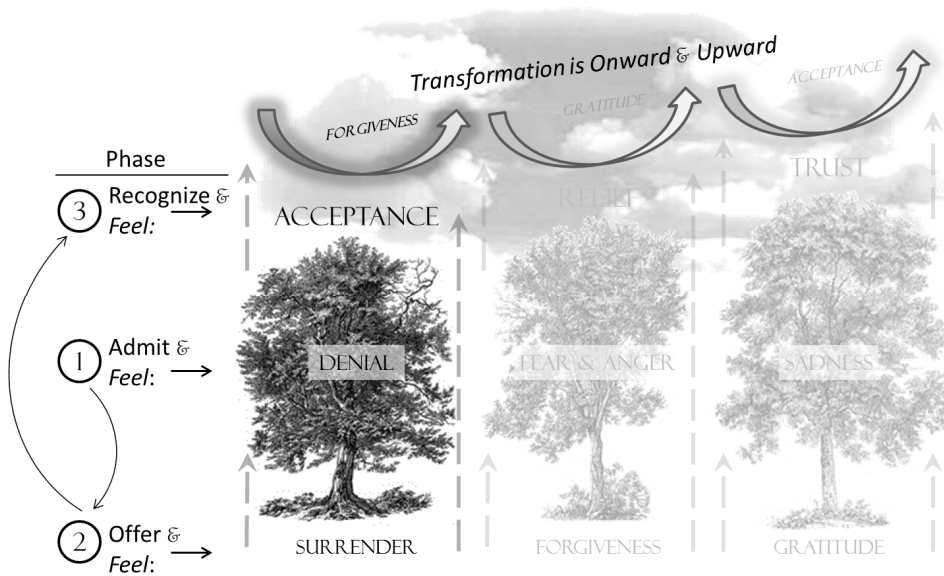 Transformation is Onward & Upward
FORGIVENESS
GRATITUDE
ACCEPTANCE
Phase
3 Recognize &
Feel:
ACCEPTANCE
RELIEF
TRUST
1 Admit &
Feel:
DENIAL
FEAR & ANGER
SADNESS
2 Offer &
Feel:
SURRENDER
FORGIVENESS
GRATITUDE